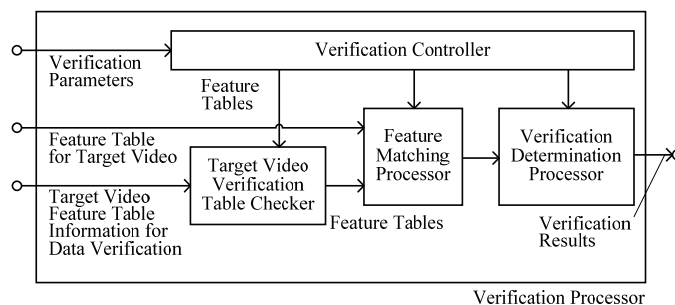 Verification Controller
Verification
Parameters
Feature
Tables
Feature Table
for Target Video
Feature
Matching
Processor
Verification
Determination
Processor
Target Video
Verification
Table Checker
Target Video
Feature Table
Information for
Data Verification
Feature Tables
Verification
Results
Verification Processor